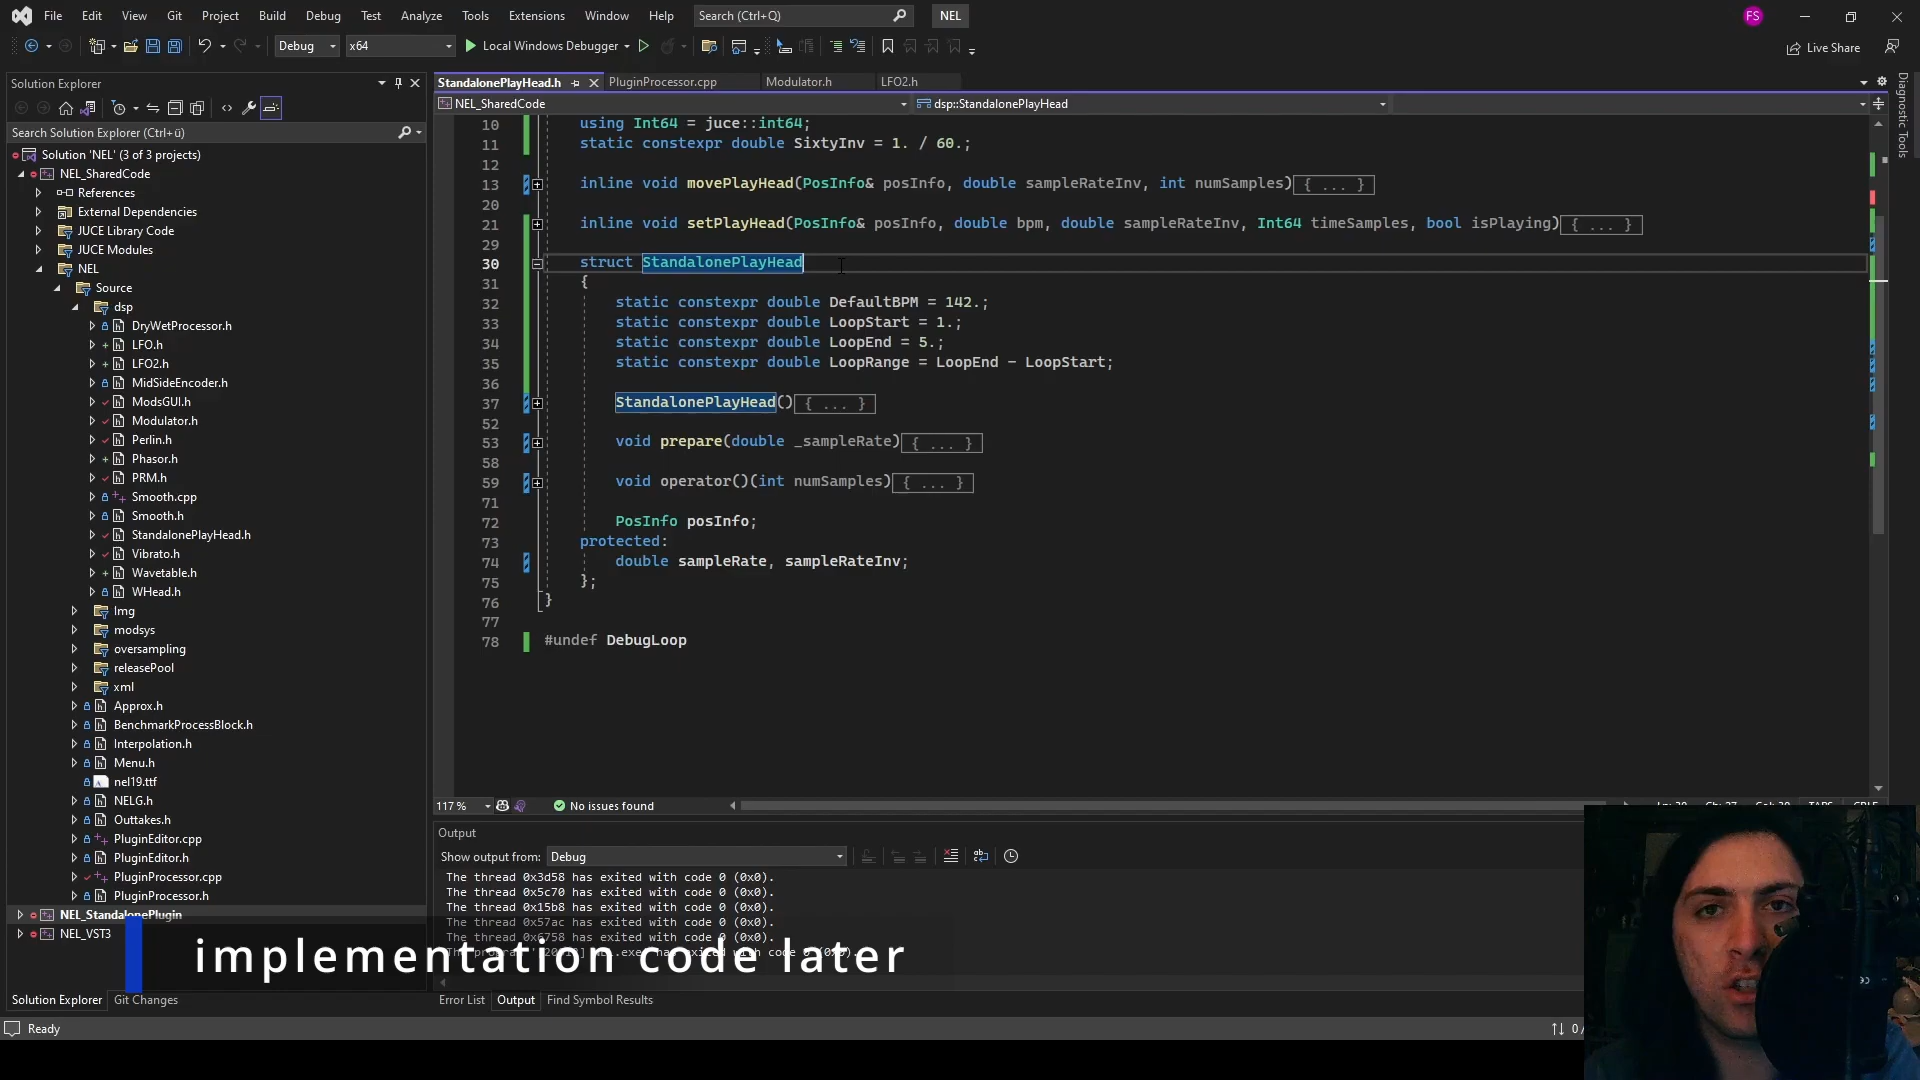 File Edit View Git Project Build Debug Test Analyze Tools Extensions Window Help Search (Ctrl+Q) NEL FS
Debug x64 Local Windows Debugger Live Share
Solution Explorer
Search Solution Explorer (Ctrl+ü)
Solution 'NEL' (3 of 3 projects)
NEL_SharedCode
References
External Dependencies
JUCE Library Code
JUCE Modules
NEL
Source
dsp
DryWetProcessor.h
LFO.h
LFO2.h
MidSideEncoder.h
ModsGUI.h
Modulator.h
Perlin.h
Phasor.h
PRM.h
Smooth.cpp
Smooth.h
StandalonePlayHead.h
Vibrato.h
Wavetable.h
WHead.h
Img
modsys
oversampling
releasePool
xml
Approx.h
BenchmarkProcessBlock.h
Interpolation.h
Menu.h
nel19.ttf
NELG.h
Outtakes.h
PluginEditor.cpp
PluginEditor.h
PluginProcessor.cpp
PluginProcessor.h
NEL_StandalonePlugin
NEL_VST3
Solution Explorer Git Changes
StandalonePlayHead.h PluginProcessor.cpp Modulator.h LFO2.h
NEL_SharedCode dsp::StandalonePlayHead
10 using Int64 = juce::int64;
11 static constexpr double SixtyInv = 1. / 60.;
12
13 inline void movePlayHead(PosInfo& posInfo, double sampleRateInv, int numSamples){ ... }
20
21 inline void setPlayHead(PosInfo& posInfo, double bpm, double sampleRateInv, Int64 timeSamples, bool isPlaying){ ... }
29
30 struct StandalonePlayHead
31 {
32 static constexpr double DefaultBPM = 142.;
33 static constexpr double LoopStart = 1.;
34 static constexpr double LoopEnd = 5.;
35 static constexpr double LoopRange = LoopEnd - LoopStart;
36
37 StandalonePlayHead(){ ... }
52
53 void prepare(double _sampleRate){ ... }
58
59 void operator()(int numSamples){ ... }
71
72 PosInfo posInfo;
73 protected:
74 double sampleRate, sampleRateInv;
75 };
76 }
77
78 #undef DebugLoop
117 % No issues found
Diagnostic Tools
Output
Show output from: Debug
The thread 0x3d58 has exited with code 0 (0x0).
The thread 0x5c70 has exited with code 0 (0x0).
The thread 0x15b8 has exited with code 0 (0x0).
The thread 0x57ac has exited with code 0 (0x0).
The thread 0x6758 has exited with code 0 (0x0).
implementation code later
Error List Output Find Symbol Results
Ready